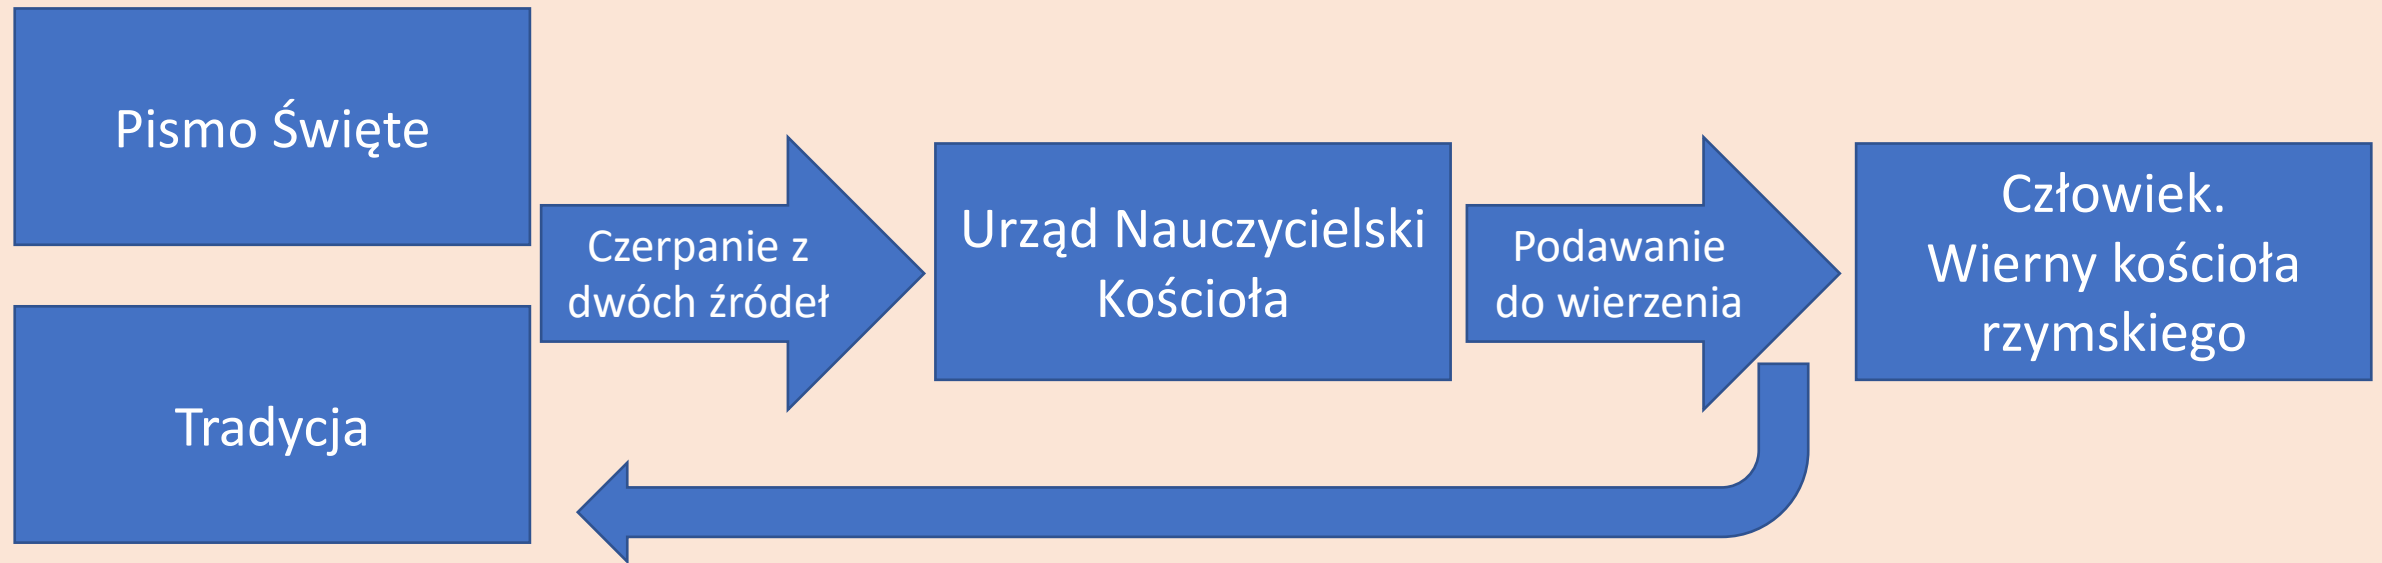 Pismo Święte
Tradycja
Czerpanie z
dwóch źródeł
Urząd Nauczycielski
Kościoła
Podawanie
do wierzenia
Człowiek.
Wierny kościoła
rzymskiego